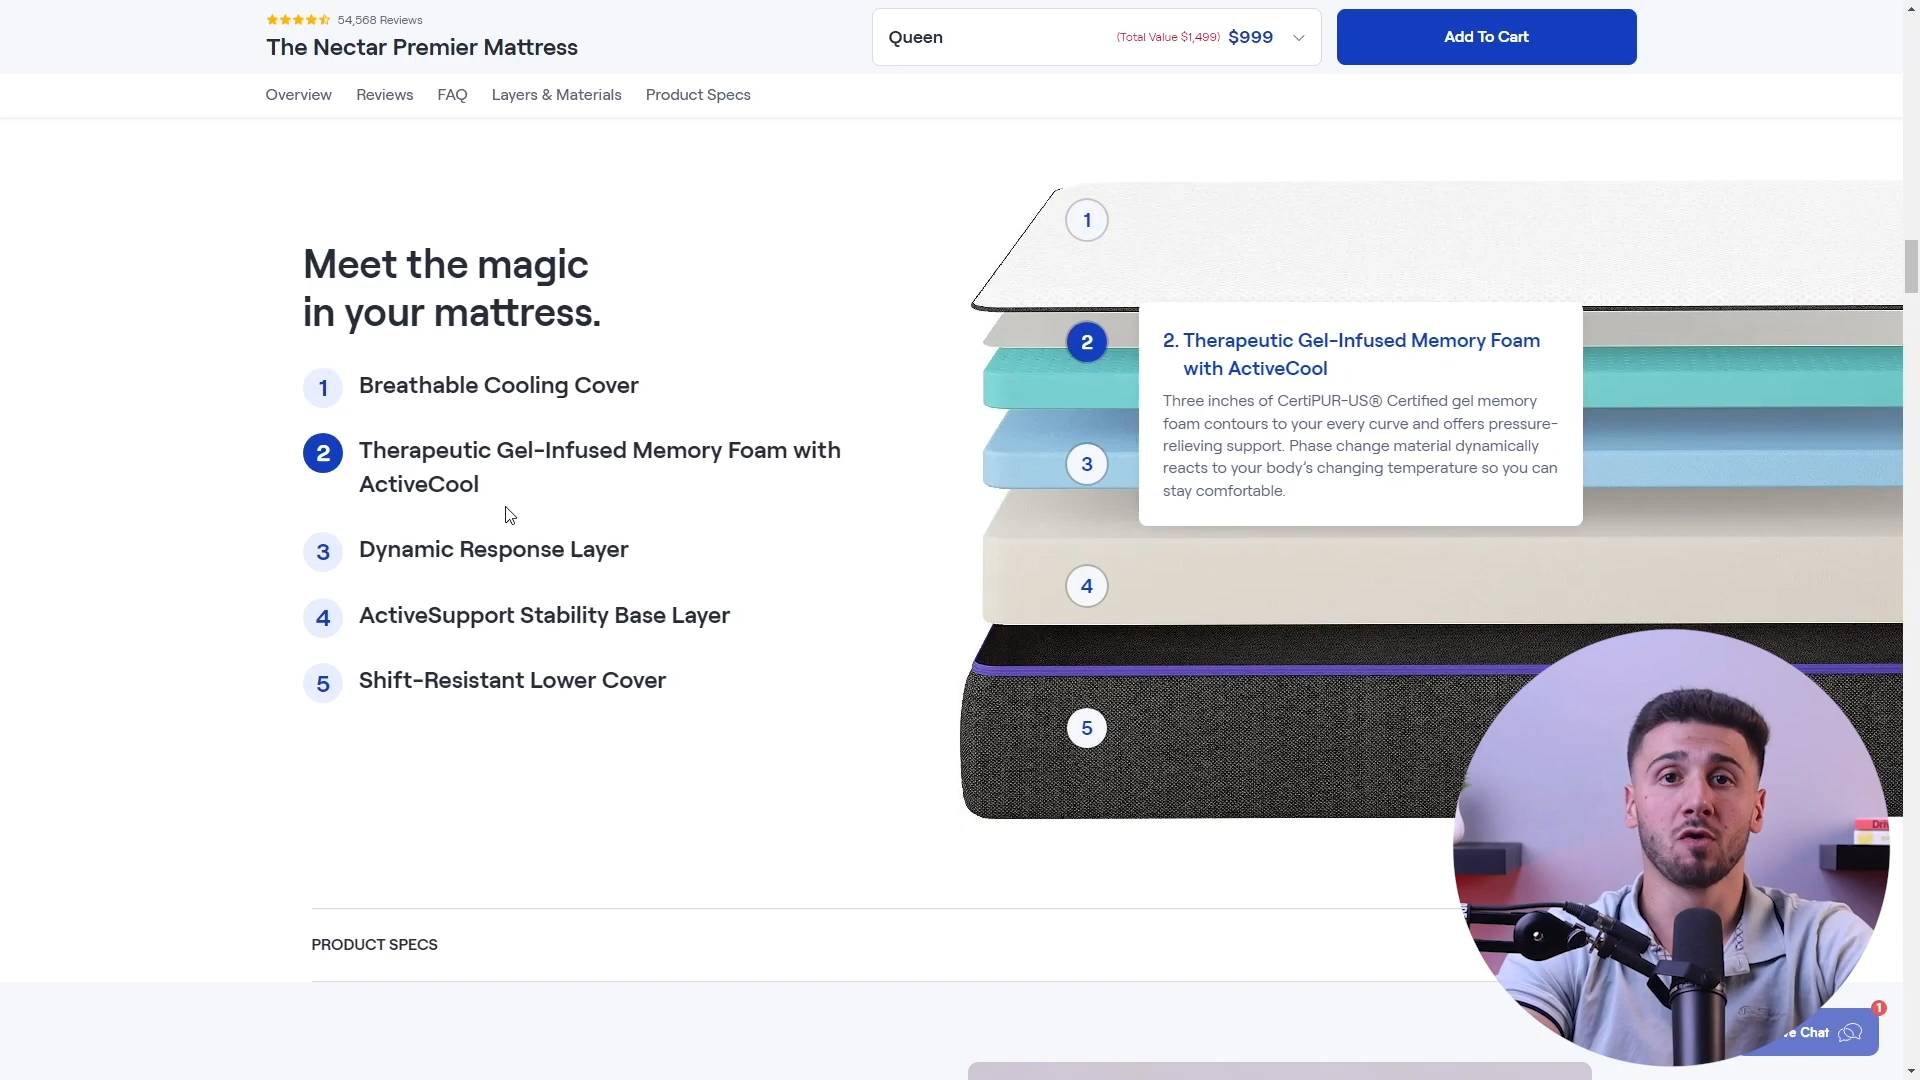 54,568 Reviews
The Nectar Premier Mattress
Queen
(Total Value $1,499) $999
Add To Cart
Overview Reviews FAQ Layers & Materials Product Specs
Meet the magic
in your mattress.
1 Breathable Cooling Cover
2 Therapeutic Gel-Infused Memory Foam with
ActiveCool
3 Dynamic Response Layer
4 ActiveSupport Stability Base Layer
5 Shift-Resistant Lower Cover
1
2
3
4
5
2. Therapeutic Gel-Infused Memory Foam
with ActiveCool
Three inches of CertiPUR-US® Certified gel memory
foam contours to your every curve and offers pressure-
relieving support. Phase change material dynamically
reacts to your body's changing temperature so you can
stay comfortable.
PRODUCT SPECS
1
Chat